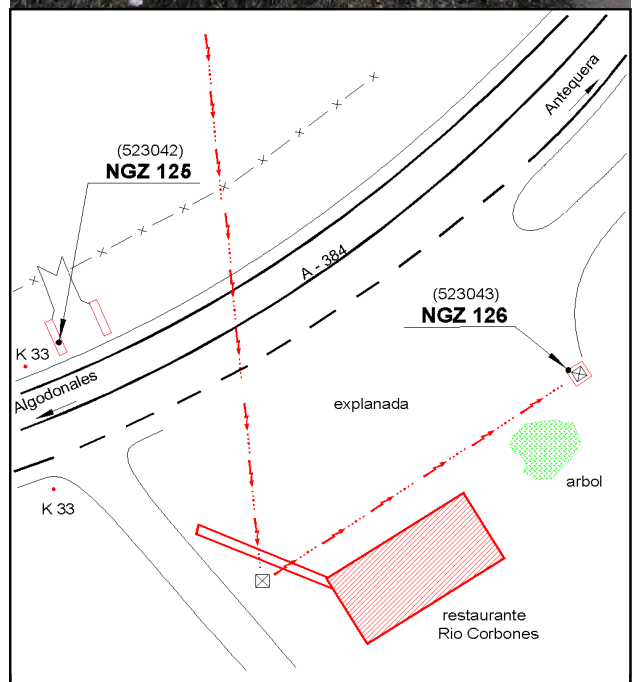 Antequera
(523042)
NGZ 125
A - 384
(523043)
NGZ 126
K 33
Algodonales
explanada
arbol
K 33
restaurante
Rio Corbones